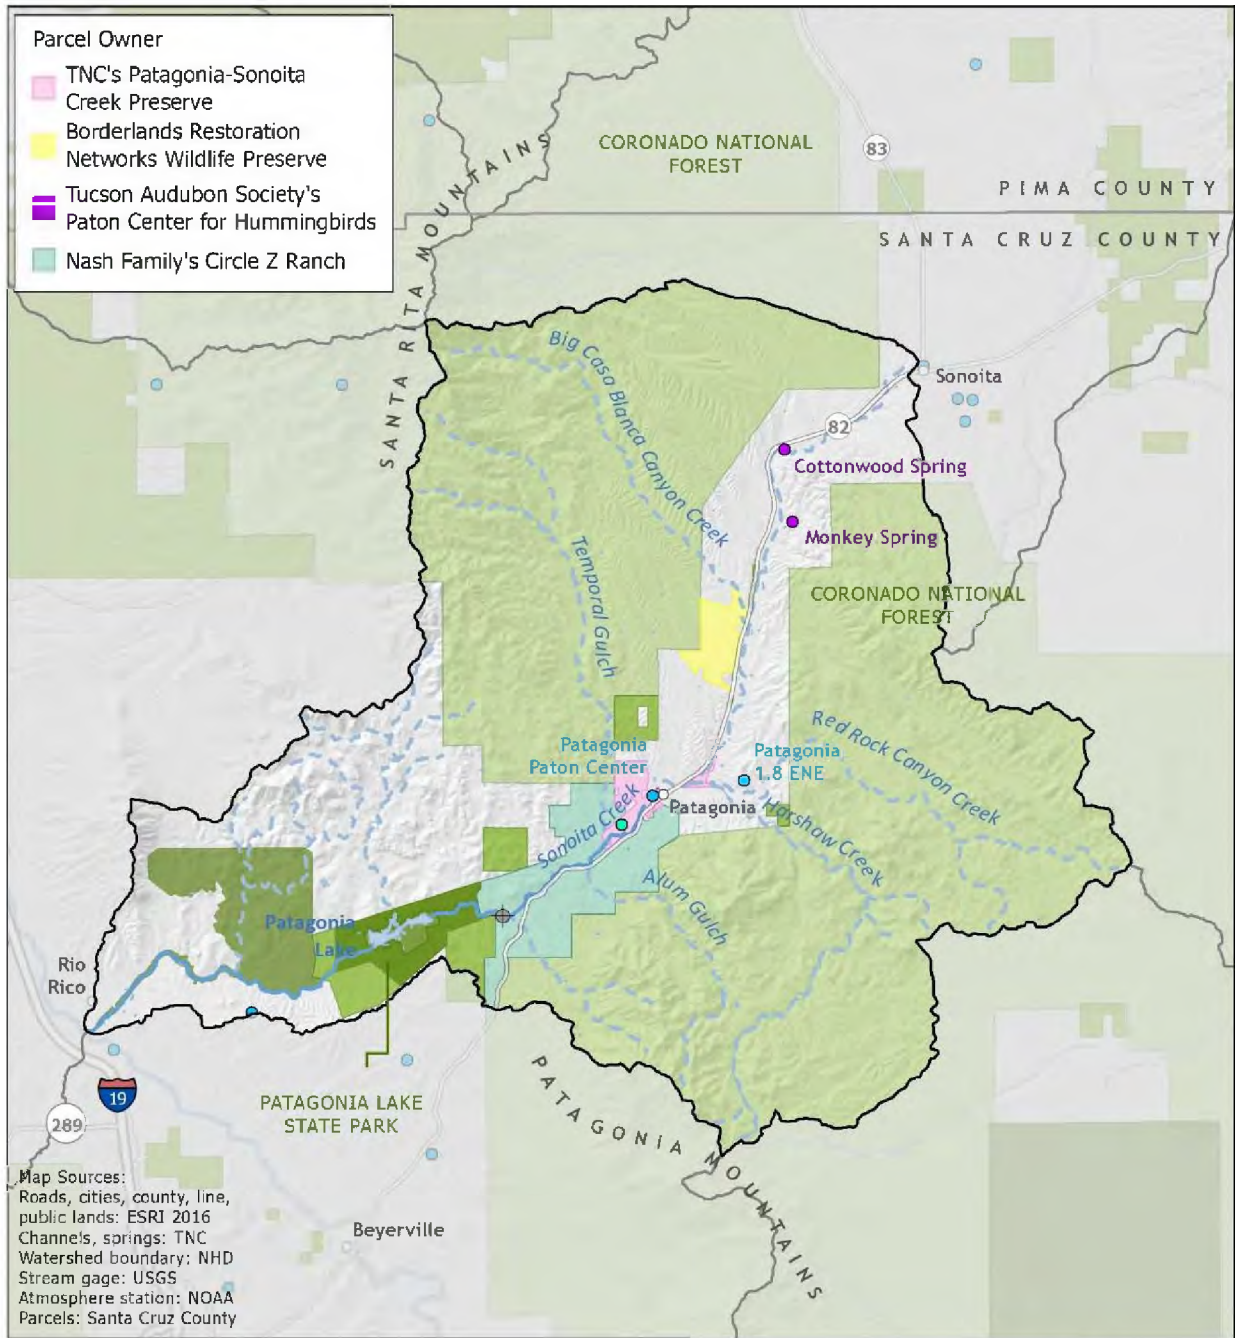 Parcel Owner
TNC's Patagonia-Sonoita
Creek Preserve
Borderlands Restoration
Networks Wildlife Preserve
Tucson Audubon Society's
Paton Center for Hummingbirds
Nash Family's Circle Z Ranch
CORONADO NATIONAL
FOREST
83
PIMA COUNTY
SANTA CRUZ COUNTY
SANTA RITA MOUNTAINS
Big Casa Blanca Canyon Creek
Sonoita
82
Cottonwood Spring
Monkey Spring
Temporal Gulch
CORONADO NATIONAL
FOREST
Red Rock Canyon Creek
Patagonia
Paton Center
Patagonia
1.8 ENE
Patagonia
Sonoita Creek
Harshaw Creek
Alum Gulch
Patagonia
Lake
Rio
Rico
19
289
PATAGONIA LAKE
STATE PARK
PATAGONIA MOUNTAINS
Beyerville
Map Sources:
Roads, cities, county, line,
public lands: ESRI 2016
Channels, springs: TNC
Watershed boundary: NHD
Stream gage: USGS
Atmosphere station: NOAA
Parcels: Santa Cruz County